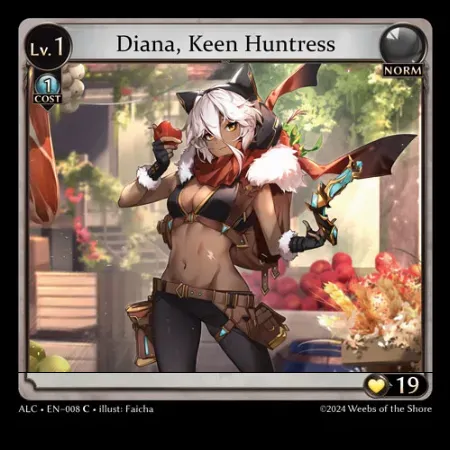 Lv.1
Diana, Keen Huntress
NORM
1
COST
19
ALC • EN–008 C • illust: Faicha
©2024 Weebs of the Shore